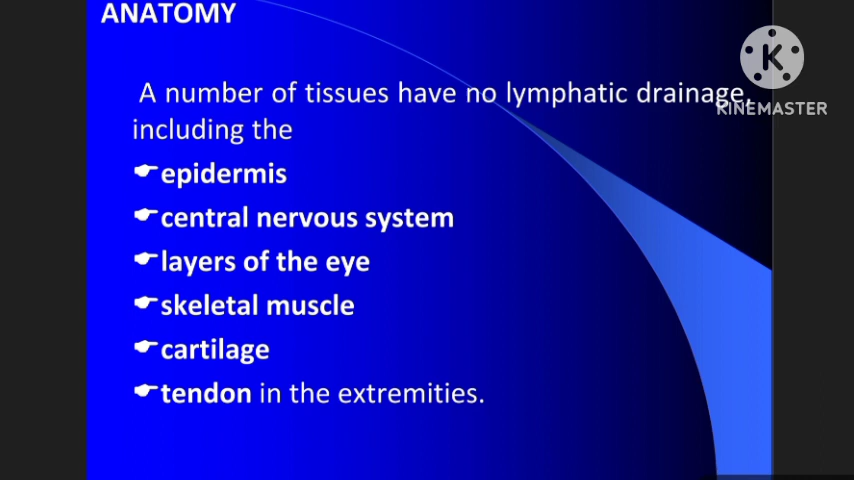 ANATOMY
A number of tissues have no lymphatic drainage,
including the
epidermis
central nervous system
layers of the eye
skeletal muscle
cartilage
tendon in the extremities.
K
KINEMASTER